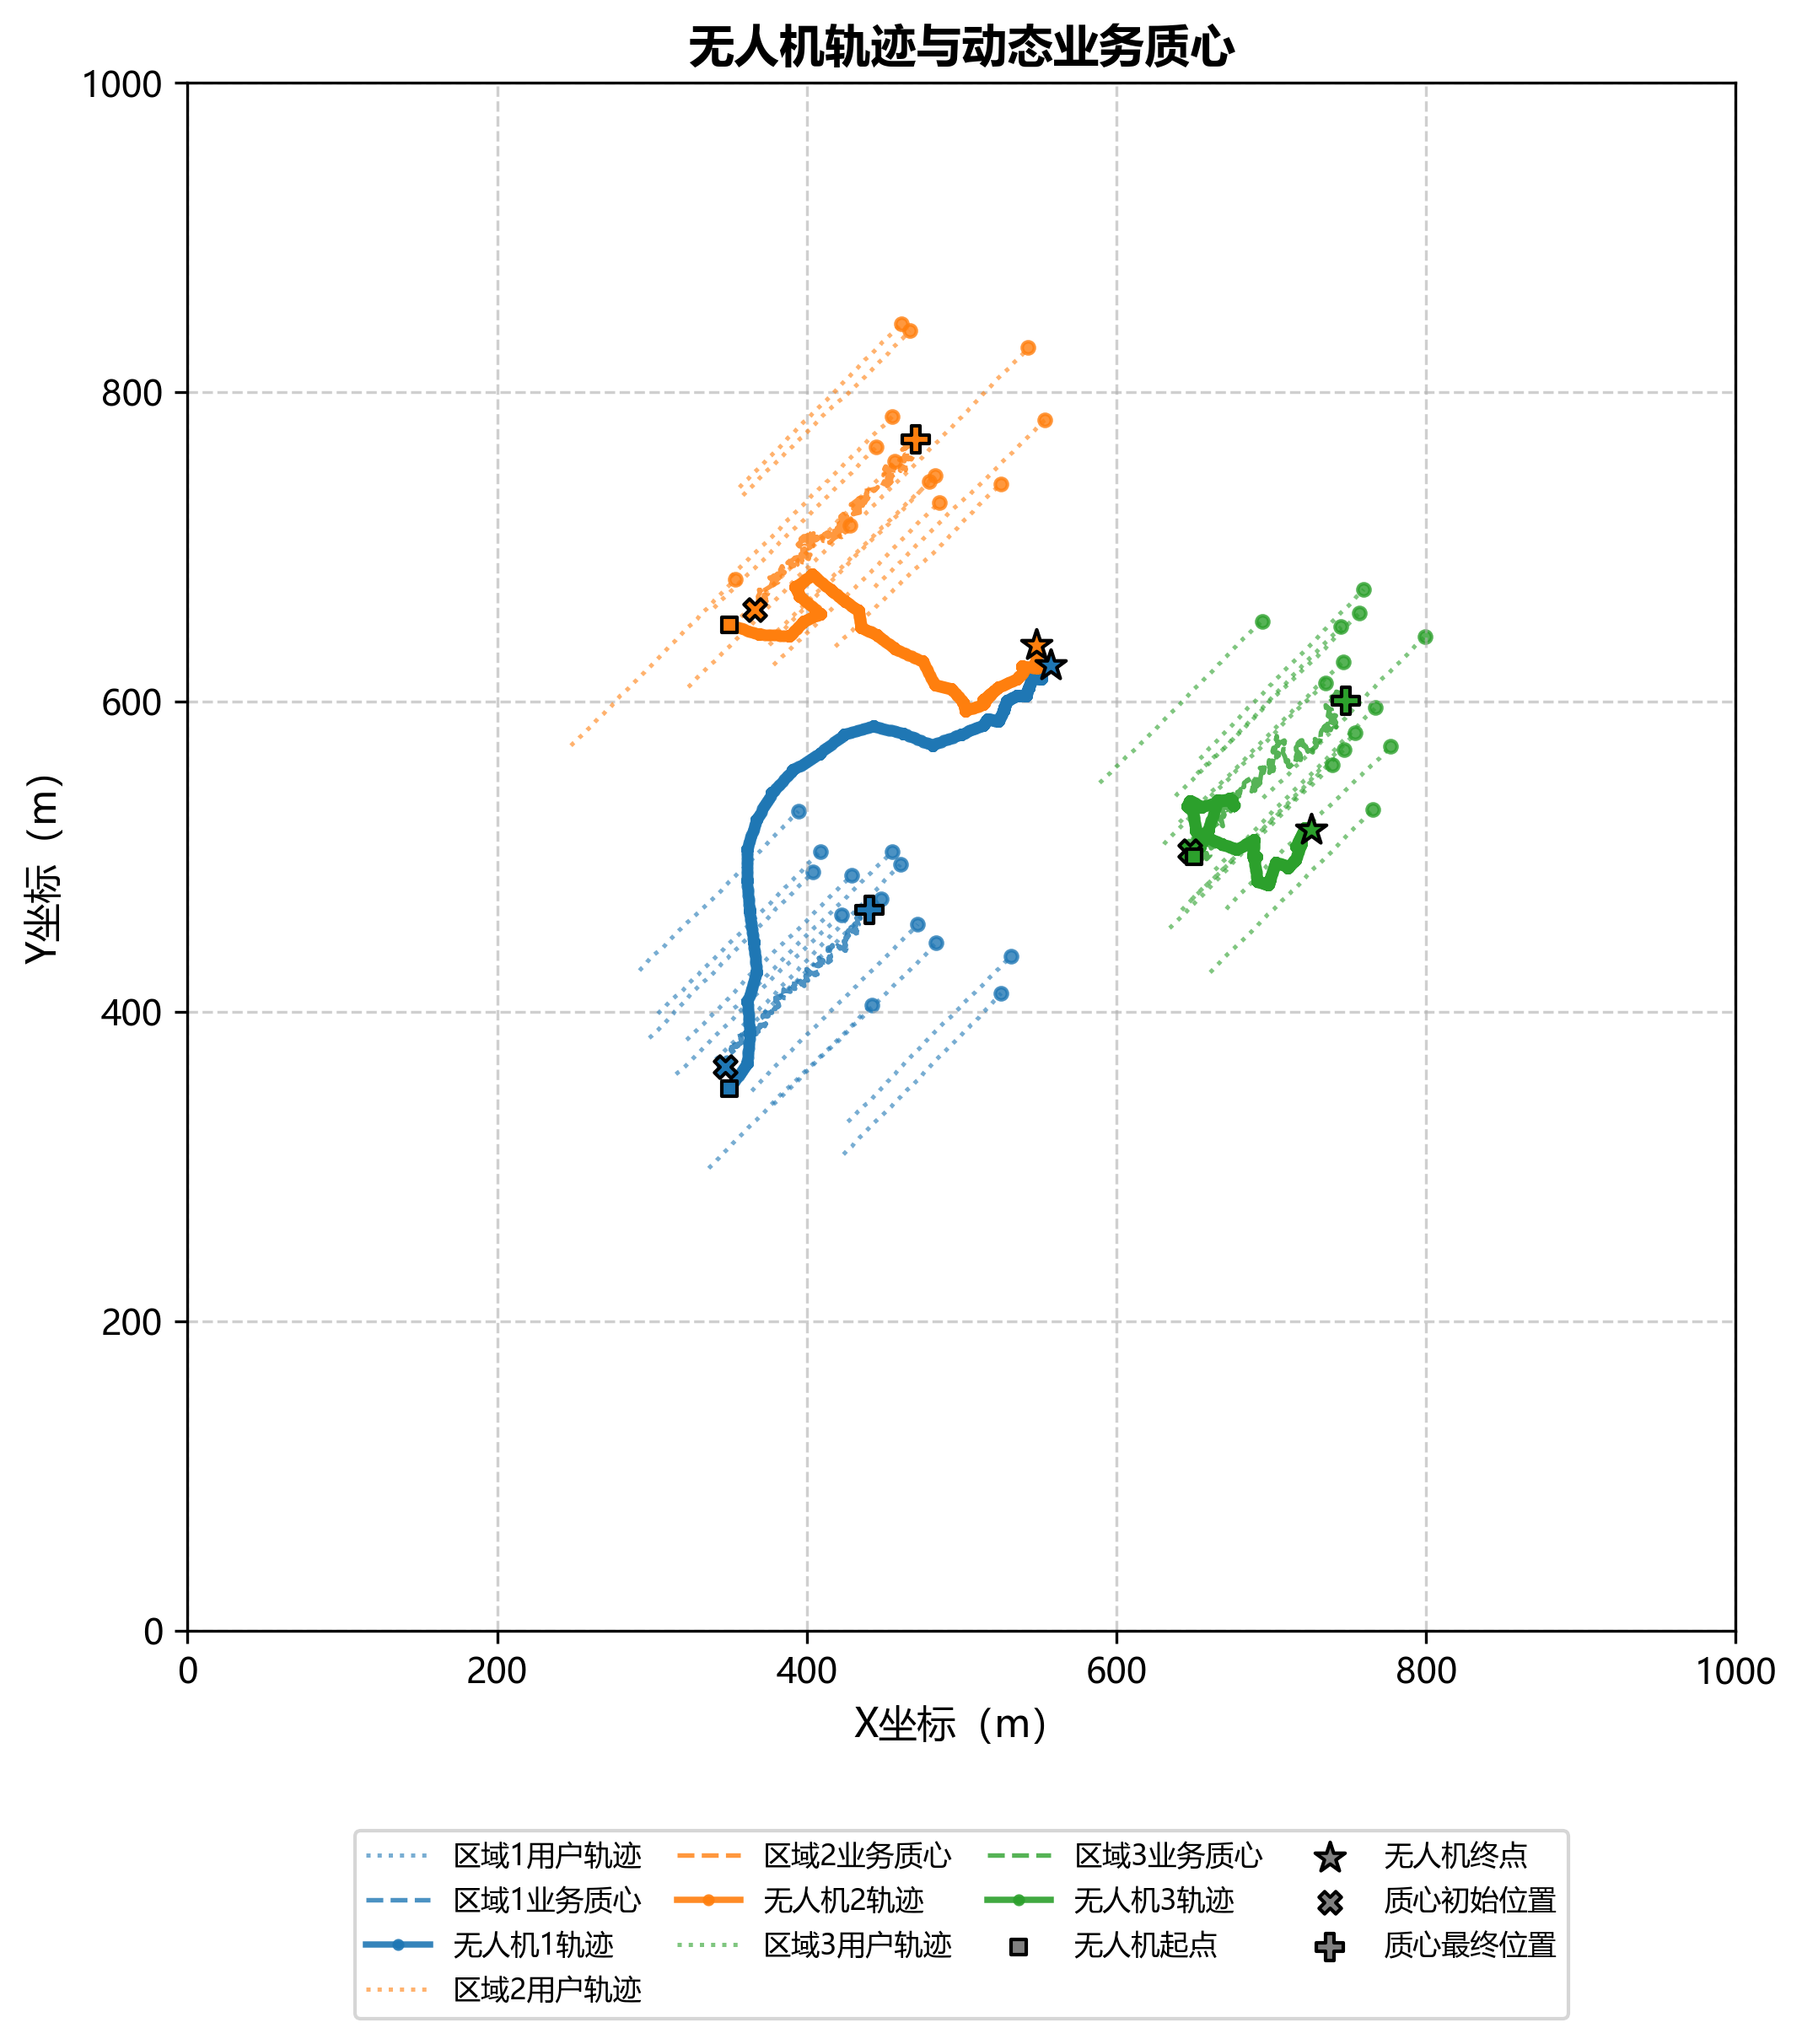 无人机轨迹与动态业务质心
1000
800
600
400
200
0
Y坐标（m）
0 200 400 600 800 1000
X坐标（m）
区域1用户轨迹 区域2业务质心 区域3业务质心 无人机终点
区域1业务质心 无人机2轨迹 无人机3轨迹 质心初始位置
无人机1轨迹 区域3用户轨迹 无人机起点 质心最终位置
区域2用户轨迹